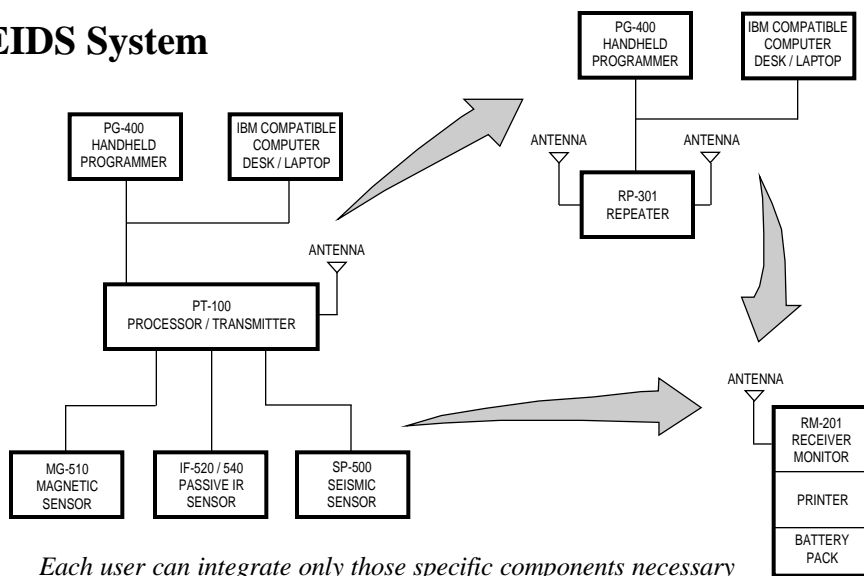 EIDS System
PG-400
HANDHELD
PROGRAMMER
IBM COMPATIBLE
COMPUTER
DESK / LAPTOP
ANTENNA
ANTENNA
RP-301
REPEATER
PG-400
HANDHELD
PROGRAMMER
IBM COMPATIBLE
COMPUTER
DESK / LAPTOP
ANTENNA
PT-100
PROCESSOR / TRANSMITTER
MG-510
MAGNETIC
SENSOR
IF-520 / 540
PASSIVE IR
SENSOR
SP-500
SEISMIC
SENSOR
ANTENNA
RM-201
RECEIVER
MONITOR
PRINTER
BATTERY
PACK
Each user can integrate only those specific components necessary